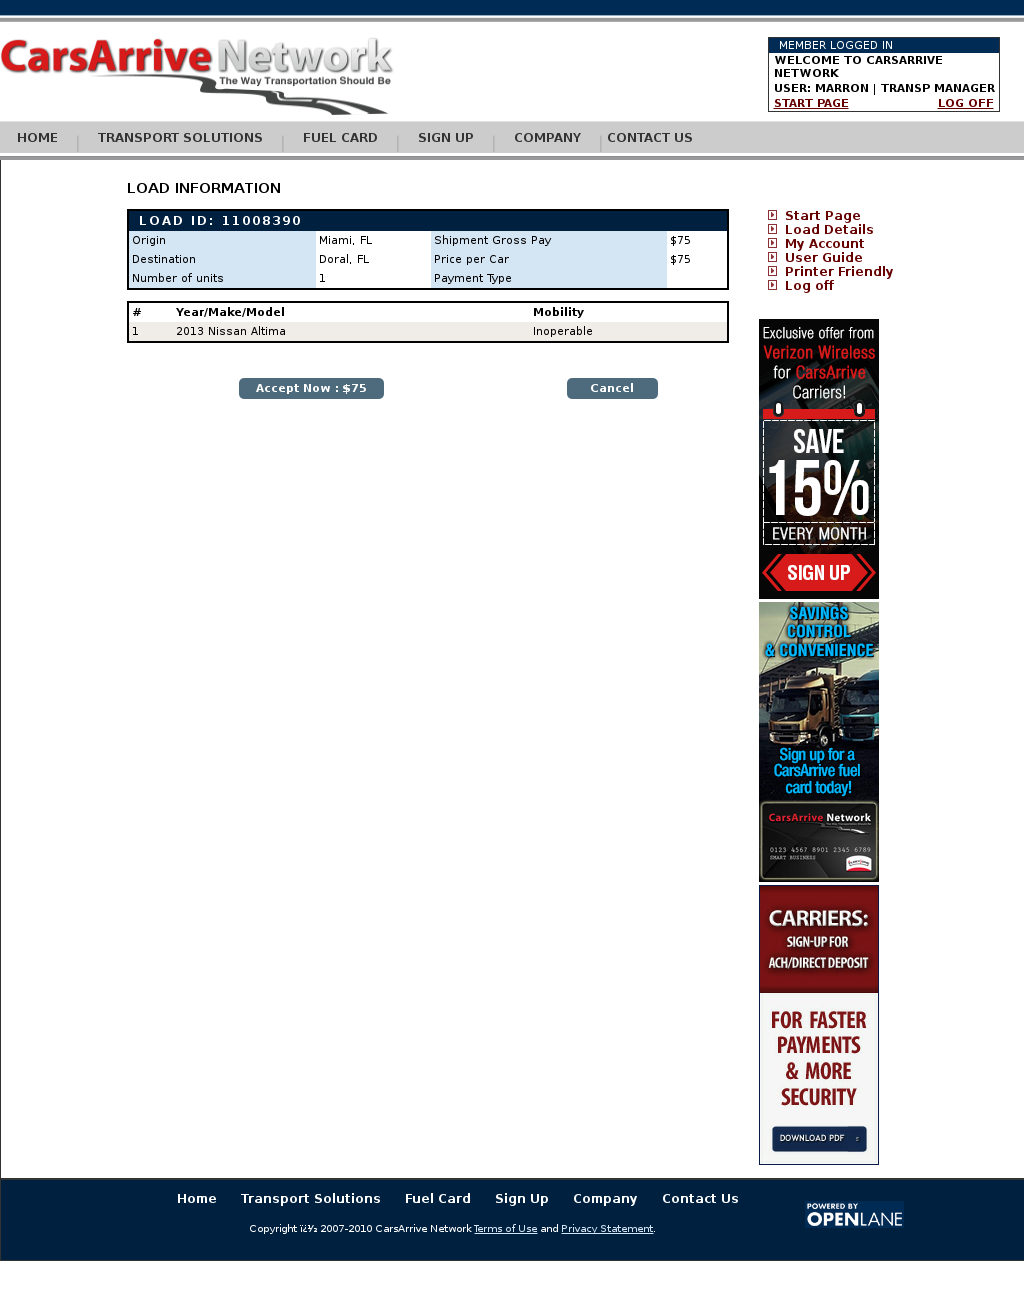 CarsArrive Network
The Way Transportation Should Be
MEMBER LOGGED IN
WELCOME TO CARSARRIVE
NETWORK
USER: MARRON | TRANSP MANAGER
START PAGE LOG OFF
HOME | TRANSPORT SOLUTIONS | FUEL CARD | SIGN UP | COMPANY | CONTACT US
LOAD INFORMATION
LOAD ID: 11008390
Origin Miami, FL Shipment Gross Pay $75
Destination Doral, FL Price per Car $75
Number of units 1 Payment Type
# Year/Make/Model Mobility
1 2013 Nissan Altima Inoperable
Accept Now : $75 Cancel
Start Page
Load Details
My Account
User Guide
Printer Friendly
Log off
Exclusive offer from
Verizon Wireless
for CarsArrive
Carriers!
SAVE
15%
EVERY MONTH
SIGN UP
SAVINGS
CONTROL
& CONVENIENCE
Sign up for a
CarsArrive fuel
card today!
CarsArrive Network
The Way Transportation Should Be
0123 4567 8901 2345 6789
SMART BUSINESS
CARRIERS:
SIGN-UP FOR
ACH/DIRECT DEPOSIT
FOR FASTER
PAYMENTS
& MORE
SECURITY
DOWNLOAD PDF
Home Transport Solutions Fuel Card Sign Up Company Contact Us
Copyright ï¿½ 2007-2010 CarsArrive Network Terms of Use and Privacy Statement.
POWERED BY
OPENLANE